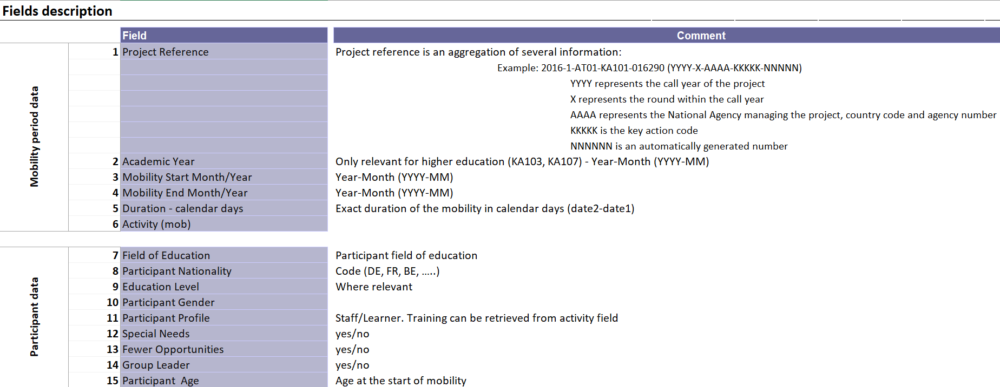 Fields description
Field Comment
Mobility period data
1 Project Reference Project reference is an aggregation of several information:
Example: 2016-1-AT01-KA101-016290 (YYYY-X-AAAA-KKKKK-NNNNN)
YYYY represents the call year of the project
X represents the round within the call year
AAAA represents the National Agency managing the project, country code and agency number
KKKKK is the key action code
NNNNNN is an automatically generated number
2 Academic Year Only relevant for higher education (KA103, KA107) - Year-Month (YYYY-MM)
3 Mobility Start Month/Year Year-Month (YYYY-MM)
4 Mobility End Month/Year Year-Month (YYYY-MM)
5 Duration - calendar days Exact duration of the mobility in calendar days (date2-date1)
6 Activity (mob)
Participant data
7 Field of Education Participant field of education
8 Participant Nationality Code (DE, FR, BE, .....)
9 Education Level Where relevant
10 Participant Gender
11 Participant Profile Staff/Learner. Training can be retrieved from activity field
12 Special Needs yes/no
13 Fewer Opportunities yes/no
14 Group Leader yes/no
15 Participant Age Age at the start of mobility